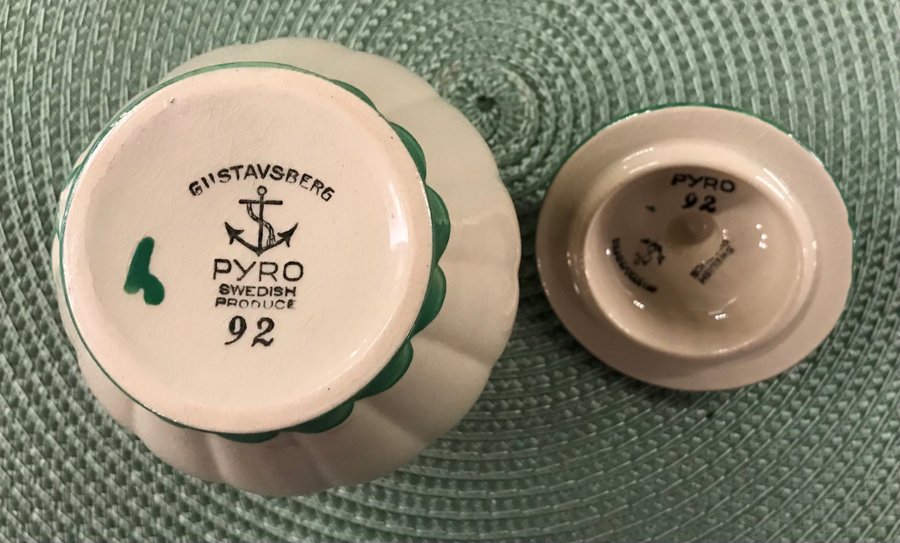 GUSTAVSBERG
PYRO
SWEDISH
PRODUCE
92
PYRO
92